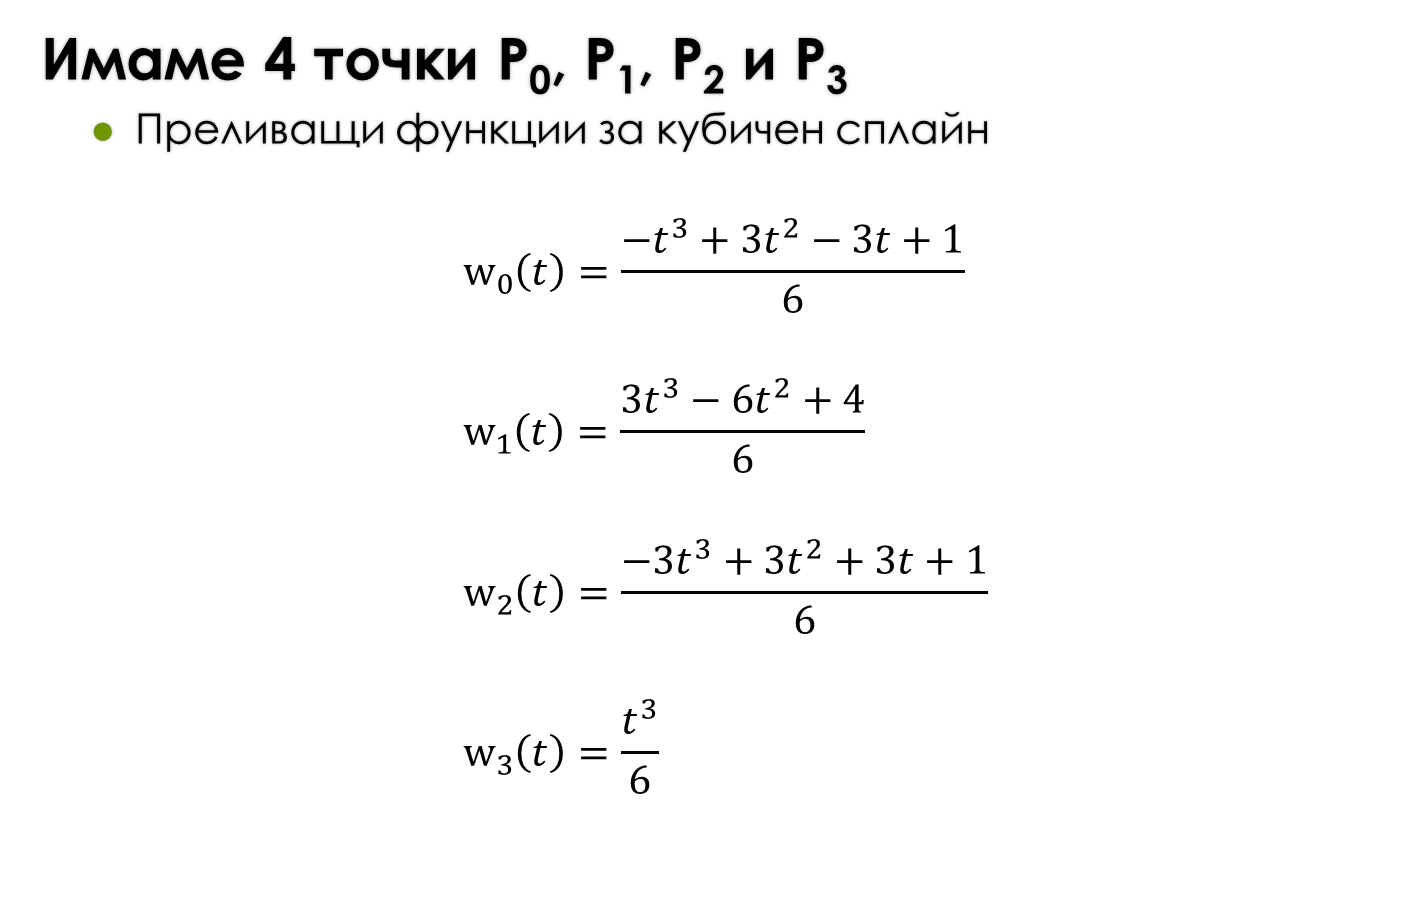 Имаме 4 точки P₀, P₁, P₂ и P₃
● Преливащи функции за кубичен сплайн
w₀(t) = (−t³ + 3t² − 3t + 1)/6
w₁(t) = (3t³ − 6t² + 4)/6
w₂(t) = (−3t³ + 3t² + 3t + 1)/6
w₃(t) = t³/6